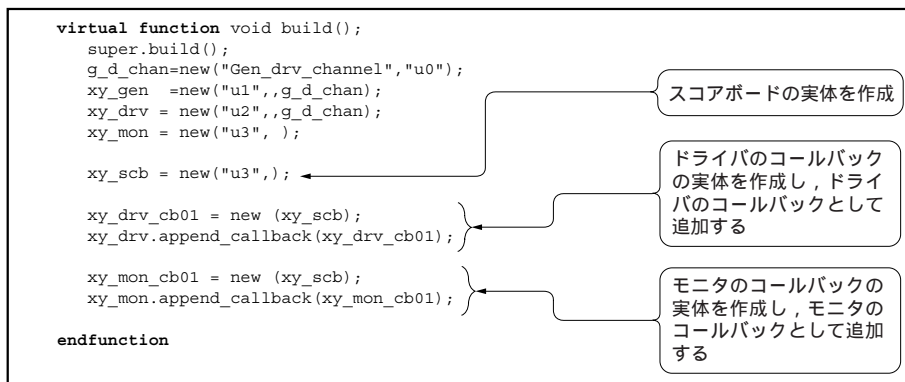 virtual function void build();
super.build();
g_d_chan=new("Gen_drv_channel","u0");
xy_gen  =new("u1",,g_d_chan);
xy_drv = new("u2",,g_d_chan);
xy_mon = new("u3", );
xy_scb = new("u3",);
xy_drv_cb01 = new (xy_scb);
xy_drv.append_callback(xy_drv_cb01);
xy_mon_cb01 = new (xy_scb);
xy_mon.append_callback(xy_mon_cb01);
endfunction
スコアボードの実体を作成
ドライバのコールバック
の実体を作成し，ドライ
バのコールバックとして
追加する
モニタのコールバックの
実体を作成し，モニタの
コールバックとして追加
する